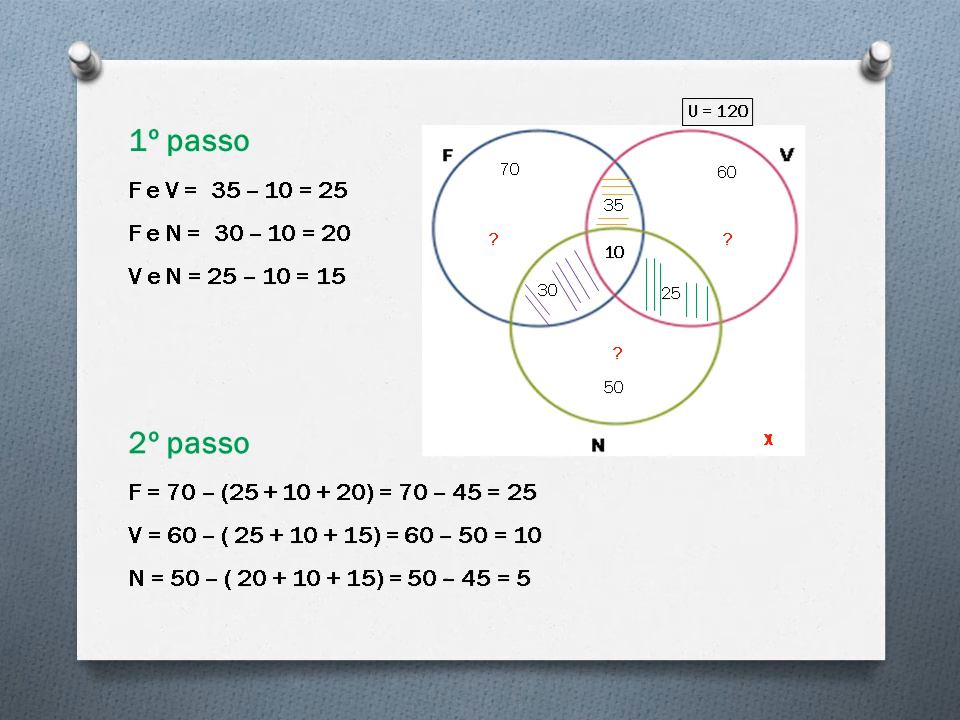 1º passo
F e V = 35 – 10 = 25
F e N = 30 – 10 = 20
V e N = 25 – 10 = 15
U = 120
F
V
70
60
35
?
?
10
30
25
?
50
N
x
2º passo
F = 70 – (25 + 10 + 20) = 70 – 45 = 25
V = 60 – ( 25 + 10 + 15) = 60 – 50 = 10
N = 50 – ( 20 + 10 + 15) = 50 – 45 = 5